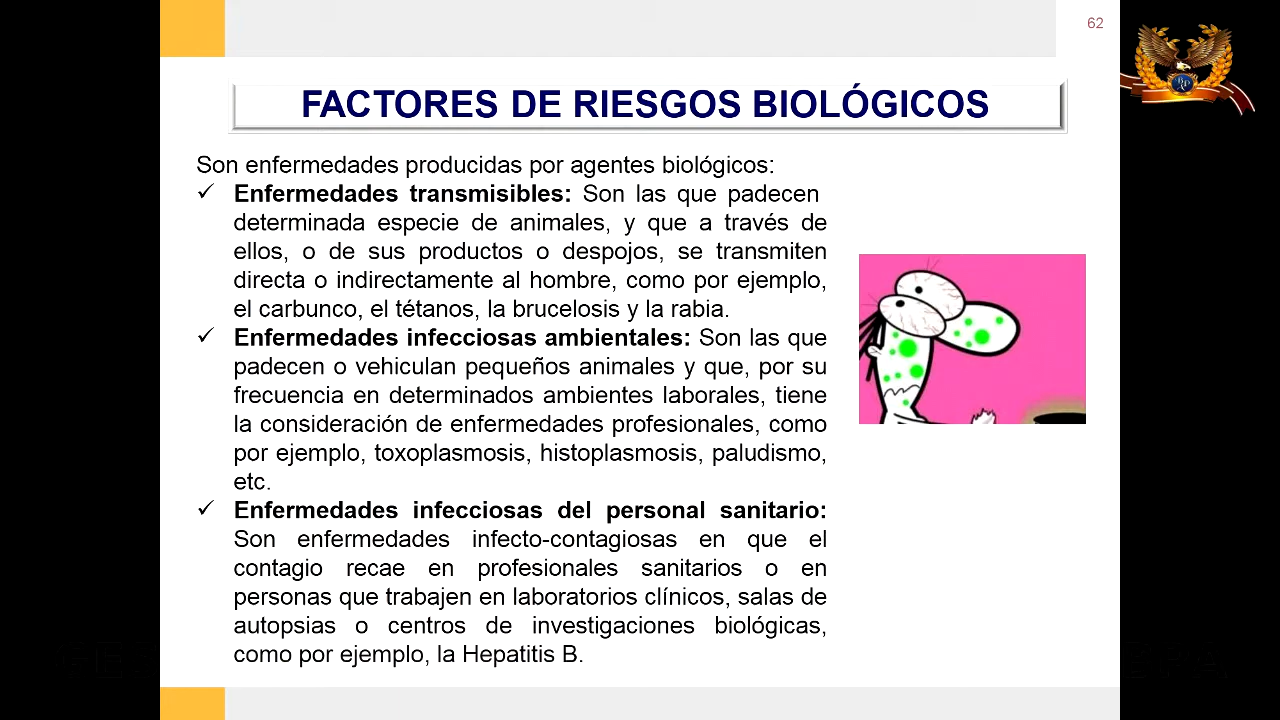 62
FACTORES DE RIESGOS BIOLÓGICOS
Son enfermedades producidas por agentes biológicos:
✓ Enfermedades transmisibles: Son las que padecen
determinada especie de animales, y que a través de
ellos, o de sus productos o despojos, se transmiten
directa o indirectamente al hombre, como por ejemplo,
el carbunco, el tétanos, la brucelosis y la rabia.
✓ Enfermedades infecciosas ambientales: Son las que
padecen o vehiculan pequeños animales y que, por su
frecuencia en determinados ambientes laborales, tiene
la consideración de enfermedades profesionales, como
por ejemplo, toxoplasmosis, histoplasmosis, paludismo,
etc.
✓ Enfermedades infecciosas del personal sanitario:
Son enfermedades infecto-contagiosas en que el
contagio recae en profesionales sanitarios o en
personas que trabajen en laboratorios clínicos, salas de
autopsias o centros de investigaciones biológicas,
como por ejemplo, la Hepatitis B.